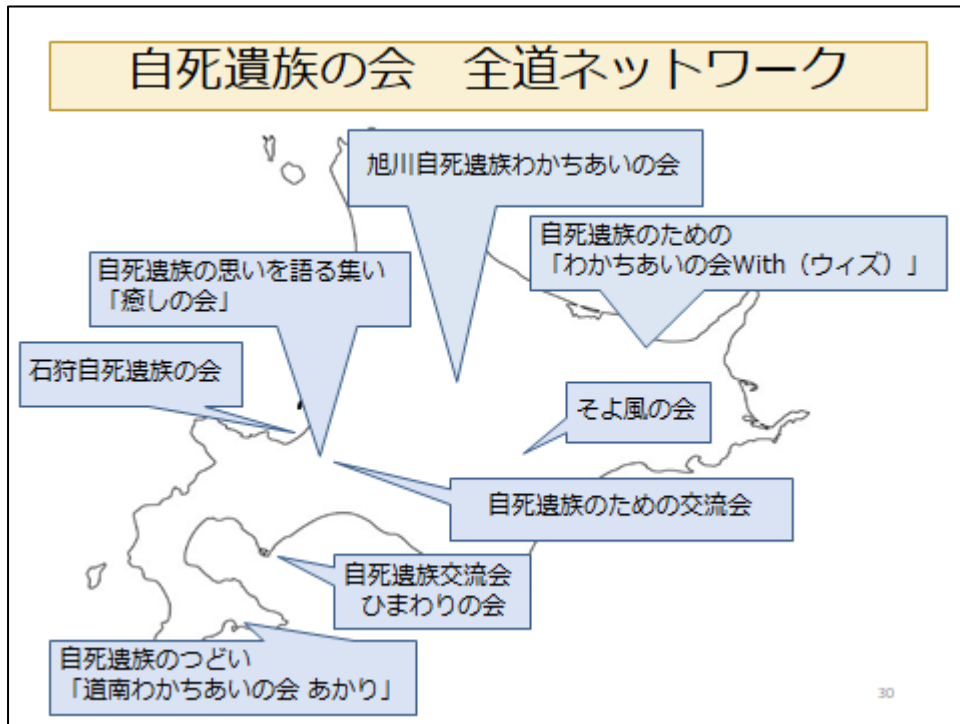 自死遺族の会　全道ネットワーク
旭川自死遺族わかちあいの会
自死遺族のための
「わかちあいの会With（ウィズ）」
自死遺族の思いを語る集い
「癒しの会」
石狩自死遺族の会
そよ風の会
自死遺族のための交流会
自死遺族交流会
ひまわりの会
自死遺族のつどい
「道南わかちあいの会 あかり」
30